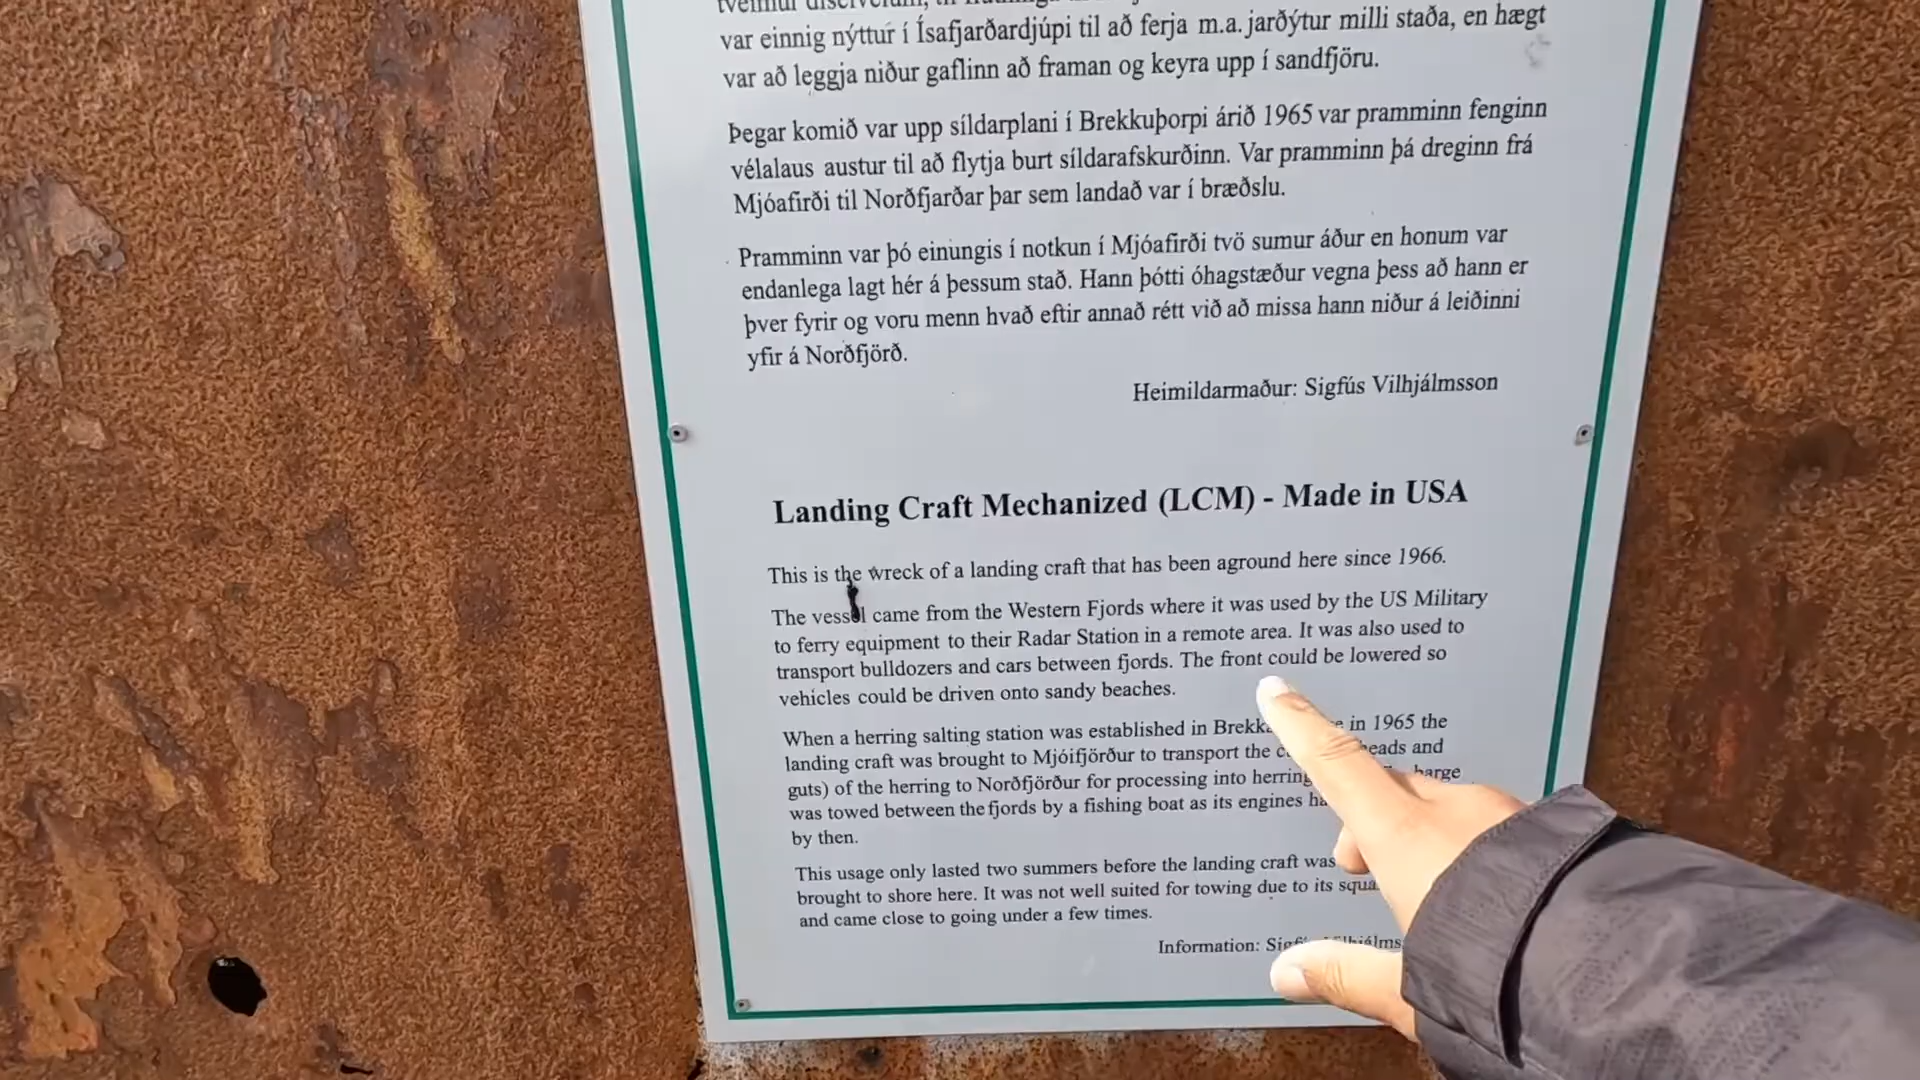 var einnig nýttur í Ísafjarðardjúpi til að ferja m.a. jarðýtur milli staða, en hægt
var að leggja niður gaflinn að framan og keyra upp í sandfjöru.
Þegar komið var upp síldarplani í Brekkuþorpi árið 1965 var pramminn fenginn
vélalaus austur til að flytja burt síldarafskurðinn. Var pramminn þá dreginn frá
Mjóafirði til Norðfjarðar þar sem landað var í bræðslu.
Pramminn var þó einungis í notkun í Mjóafirði tvö sumur áður en honum var
endanlega lagt hér á þessum stað. Hann þótti óhagstæður vegna þess að hann er
þver fyrir og voru menn hvað eftir annað rétt við að missa hann niður á leiðinni
yfir á Norðfjörð.
Heimildarmaður: Sigfús Vilhjálmsson
Landing Craft Mechanized (LCM) - Made in USA
This is the wreck of a landing craft that has been aground here since 1966.
The vessel came from the Western Fjords where it was used by the US Military
to ferry equipment to their Radar Station in a remote area. It was also used to
transport bulldozers and cars between fjords. The front could be lowered so
vehicles could be driven onto sandy beaches.
When a herring salting station was established in in 1965 the
landing craft was brought to Mjóifjörður to transport the heads and
guts) of the herring to Norðfjörður for processing into herring barge
was towed between the fjords by a fishing boat as its engines
by then.
This usage only lasted two summers before the landing craft was
brought to shore here. It was not well suited for towing due to its
and came close to going under a few times.
Information: